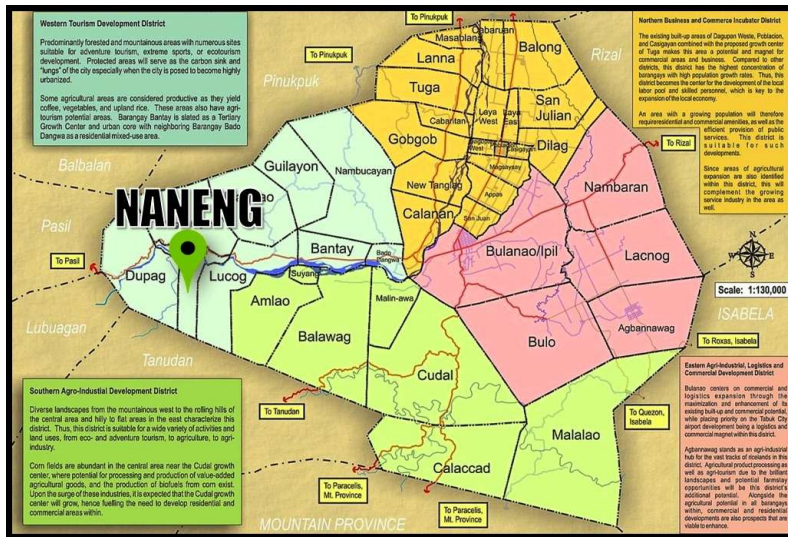 Western Tourism Development District
Predominantly forested and mountainous areas with numerous sites
suitable for adventure tourism, extreme sports, or ecotourism
development. Protected areas will serve as the carbon sink and
"lungs" of the city especially when the city is posed to become highly
urbanized.
Some agricultural areas are considered productive as they yield
coffee, vegetables, and upland rice. These areas also have agri-
tourism potential areas. Barangay Bantay is slated as a Tertiary
Growth Center and urban core with neighboring Barangay Bado
Dangwa as a residential mixed-use area.
To Pinukpuk
To Pinukpuk
Pinukpuk
Rizal
Northern Business and Commerce Incubator District
The existing built-up areas of Dagupan Weste, Poblacion,
and Casigayan combined with the proposed growth center
of Tuga makes this area a potential and magnet for
commercial areas and business. Compared to other
districts, this district has the highest concentration of
barangays with high population growth rates. Thus, this
district becomes the center for the development of the local
labor pool and skilled personnel, which is key to the
expansion of the local economy.
An area with a growing population will therefore
require residential and commercial amenities, as well as the
efficient provision of public
services. This district is
suitable for such
developments.
Since areas of agricultural
expansion are also identified
within this district, this will
complement the growing
service industry in the area as
well.
To Rizal
Masablang
Cabaruan
Balong
Lanna
Tuga
San
Julian
Laya
West
Laya
East
Cabaritan
Gobgob
Dilag
West
Casigayan
Magsaysay
New Tanglag
Appas
Calanan
San Juan
Nambaran
Guilayon
Nambucayan
Balbalan
Pasil
To Pasil
NANENG
Dupag
Lucog
Bantay
Bado
Dangwa
Suyang
Bulanao/Ipil
Lacnog
Amlao
Malin-awa
Balawag
Bulo
Agbannawag
Cudal
Malalao
Calaccad
Lubuagan
Tanudan
N
E
S
W
Scale: 1:130,000
ISABELA
To Roxas, Isabela
To Quezon,
Isabela
To Tanudan
To Paracelis,
Mt. Province
To Paracelis,
Mt. Province
MOUNTAIN PROVINCE
Southern Agro-Industial Development District
Diverse landscapes from the mountainous west to the rolling hills of
the central area and hilly to flat areas in the east characterize this
district. Thus, this district is suitable for a wide variety of activities and
land uses, from eco- and adventure tourism, to agriculture, to agri-
industry.
Corn fields are abundant in the central area near the Cudal growth
center, where potential for processing and production of value-added
agricultural goods, and the production of biofuels from corn exist.
Upon the surge of these industries, it is expected that the Cudal growth
center will grow, hence fuelling the need to develop residential and
commercial areas within.
Eastern Agri-Industrial, Logistics and
Commercial Development District
Bulanao centers on commercial and
logistics expansion through the
maximization and enhancement of its
existing built-up and commercial potential,
while placing priority on the Tabuk City
airport development being a logistics and
commercial magnet within this district.
Agbannawag stands as an agri-industrial
hub for the vast tracks of ricelands in this
district. Agricultural product processing as
well as agri-tourism due to the brilliant
landscapes and potential farmstay
opportunities will be this district's
additional potential. Alongside the
agricultural potential in all barangays
within, commercial and residential
developments are also prospects that are
viable to enhance.